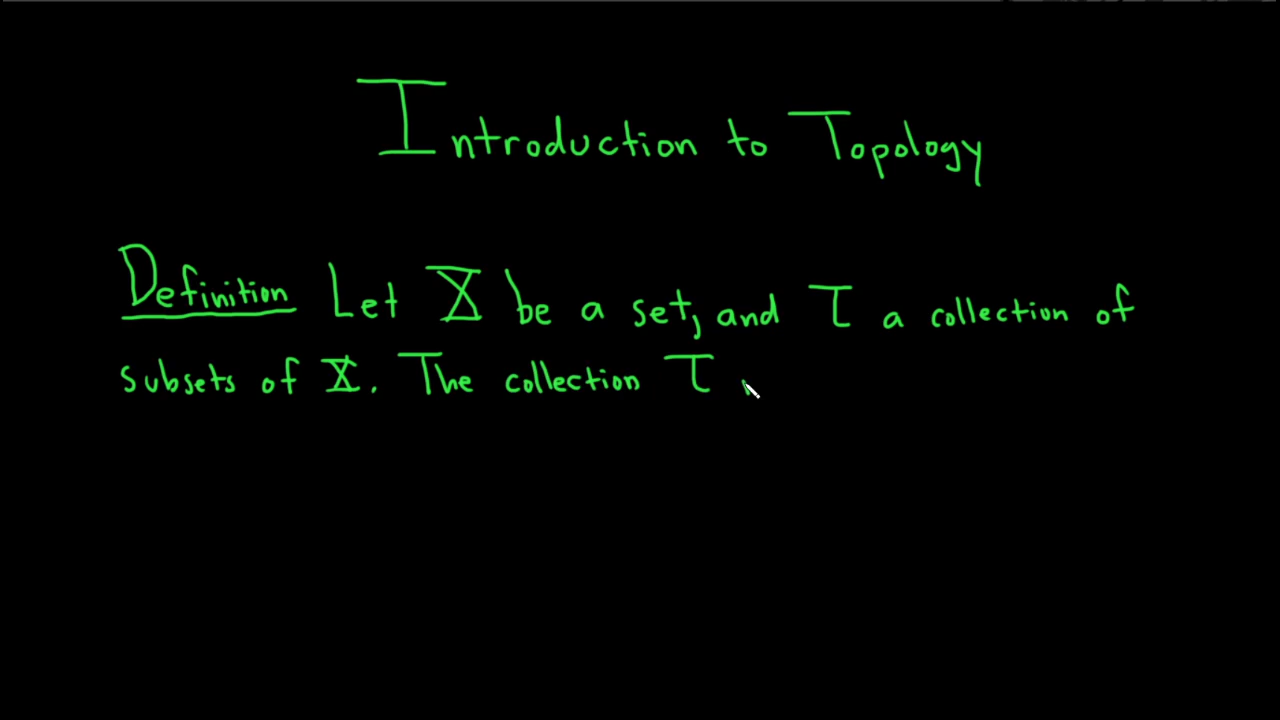 Introduction to Topology
Definition Let X be a set, and τ a collection of
subsets of X. The collection τ